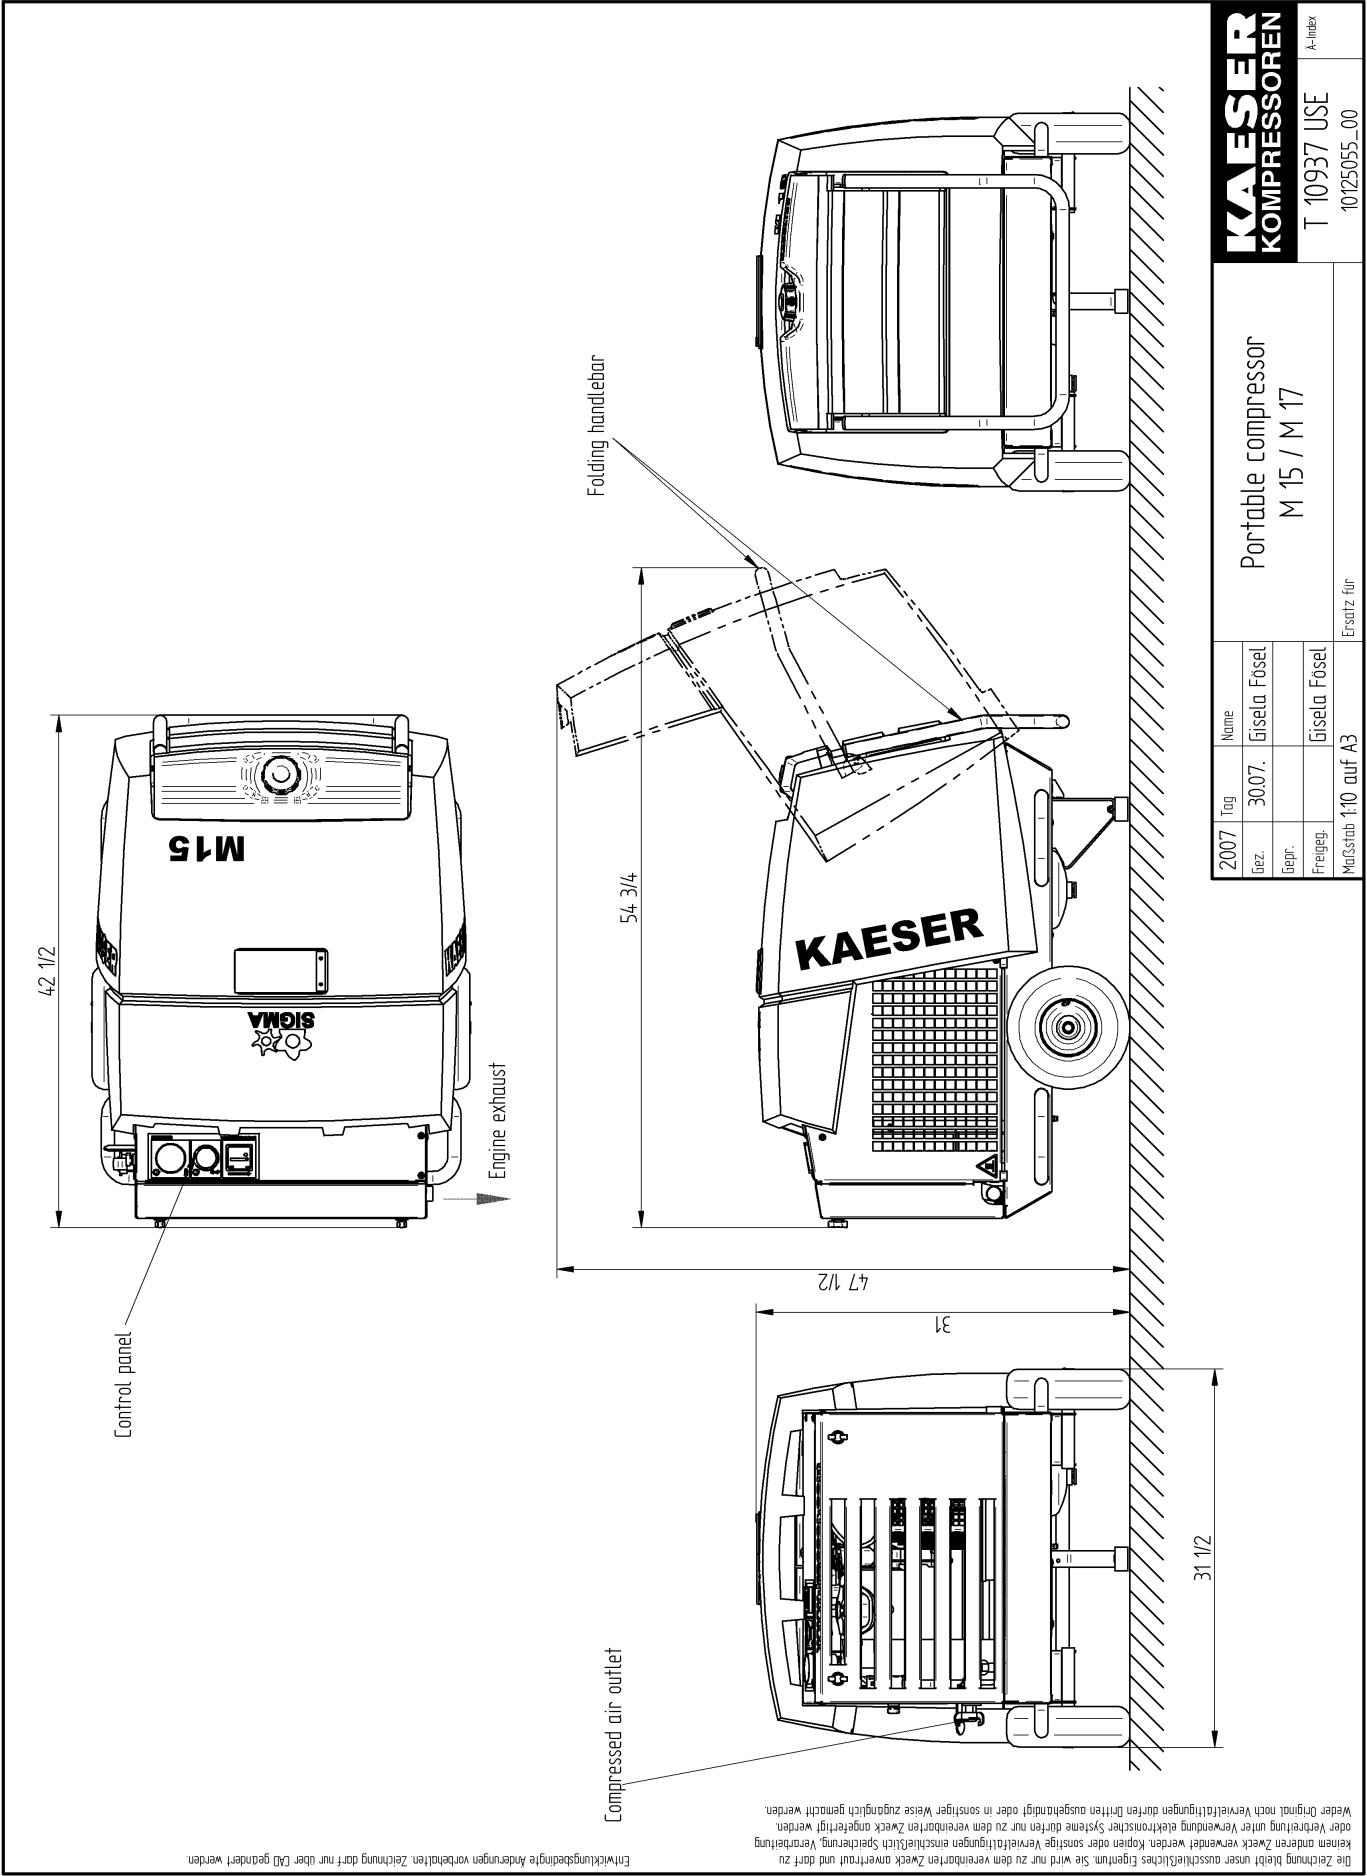 42 1/2
Control panel
Engine exhaust
M15
SIGMA
54 3/4
47 1/2
31
31 1/2
Folding handlebar
KAESER
Compressed air outlet
Entwicklungsbedingte Änderungen vorbehalten. Zeichnung darf nur über CAD geändert werden.
Die Zeichnung bleibt unser ausschließliches Eigentum. Sie wird nur zu dem vereinbarten Zweck anvertraut und darf zu
keinem anderen Zweck verwendet werden. Kopien oder sonstige Vervielfältigungen einschließlich Speicherung, Verarbeitung
oder Verbreitung unter Verwendung elektronischer Systeme dürfen nur zu dem vereinbarten Zweck angefertigt werden.
Weder Original noch Vervielfältigungen dürfen Dritten ausgehändigt oder in sonstiger Weise zugänglich gemacht werden.
2007 Tag Name
Gez. 30.07. Gisela Fösel
Gepr.
Freigeg. Gisela Fösel
Maßstab 1:10 auf A3
Ersatz für
Portable compressor
M 15 / M 17
KAESER
KOMPRESSOREN
T 10937 USE
Ä-Index
10125055_00